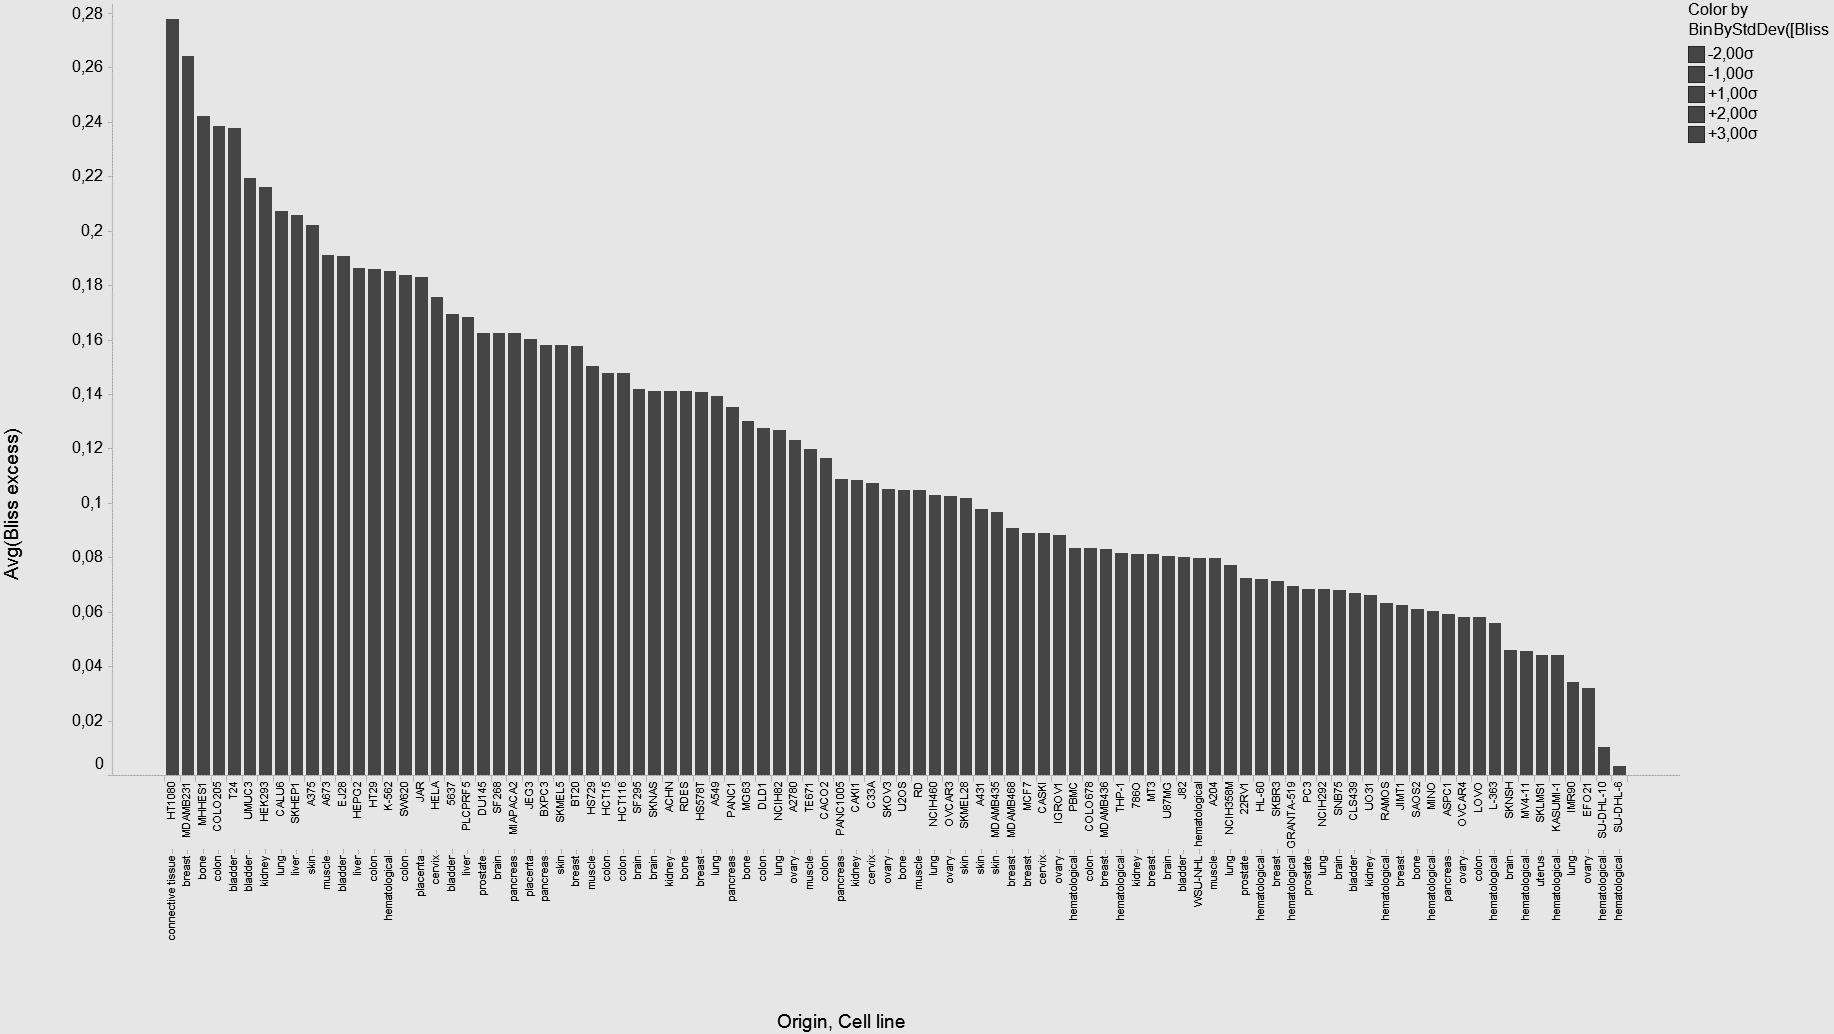 Color by
BinByStdDev([Bliss
-2,00σ
-1,00σ
+1,00σ
+2,00σ
+3,00σ
0,28
0,26
0,24
0,22
0,2
0,18
0,16
0,14
0,12
0,1
0,08
0,06
0,04
0,02
0
Avg(Bliss excess)
connective tissue - HT1080
breast - MDAMB231
bone - MHHES1
colon - COLO205
bladder - T24
bladder - UMUC3
kidney - HEK293
lung - CALU6
liver - SKHEP1
skin - A375
muscle - A673
bladder - EJ28
liver - HEPG2
colon - HT29
hematological - K-562
colon - SW620
placenta - JAR
cervix - HELA
bladder - 5637
liver - PLCPRF5
prostate - DU145
brain - SF268
pancreas - MIAPACA2
placenta - JEG3
pancreas - BXPC3
skin - SKMEL5
breast - BT20
muscle - HS729
colon - HCT15
colon - HCT116
brain - SF295
brain - SKNAS
kidney - ACHN
bone - RDES
breast - HS578T
lung - A549
pancreas - PANC1
bone - MG63
colon - DLD1
lung - NCIH82
ovary - A2780
muscle - TE671
colon - CACO2
pancreas - PANC1005
kidney - CAKI1
cervix - C33A
ovary - SKOV3
bone - U2OS
muscle - RD
lung - NCIH460
ovary - OVCAR3
skin - SKMEL28
skin - A431
skin - MDAMB435
breast - MDAMB468
breast - MCF7
cervix - CASKI
ovary - IGROV1
hematological - PBMC
colon - COLO678
breast - MDAMB436
hematological - THP-1
kidney - 786O
breast - MT3
brain - U87MG
bladder - J82
WSU-NHL - hematological
muscle - A204
lung - NCIH358M
prostate - 22RV1
hematological - HL-60
breast - SKBR3
hematological - GRANTA-519
prostate - PC3
lung - NCIH292
brain - SNB75
bladder - CLS439
kidney - UO31
hematological - RAMOS
breast - JIMT1
bone - SAOS2
hematological - MINO
pancreas - ASPC1
ovary - OVCAR4
colon - LOVO
hematological - L-363
brain - SKNSH
hematological - MV4-11
uterus - SKLMS1
hematological - KASUMI-1
lung - IMR90
ovary - EFO21
hematological - SU-DHL-10
hematological - SU-DHL-6
Origin, Cell line